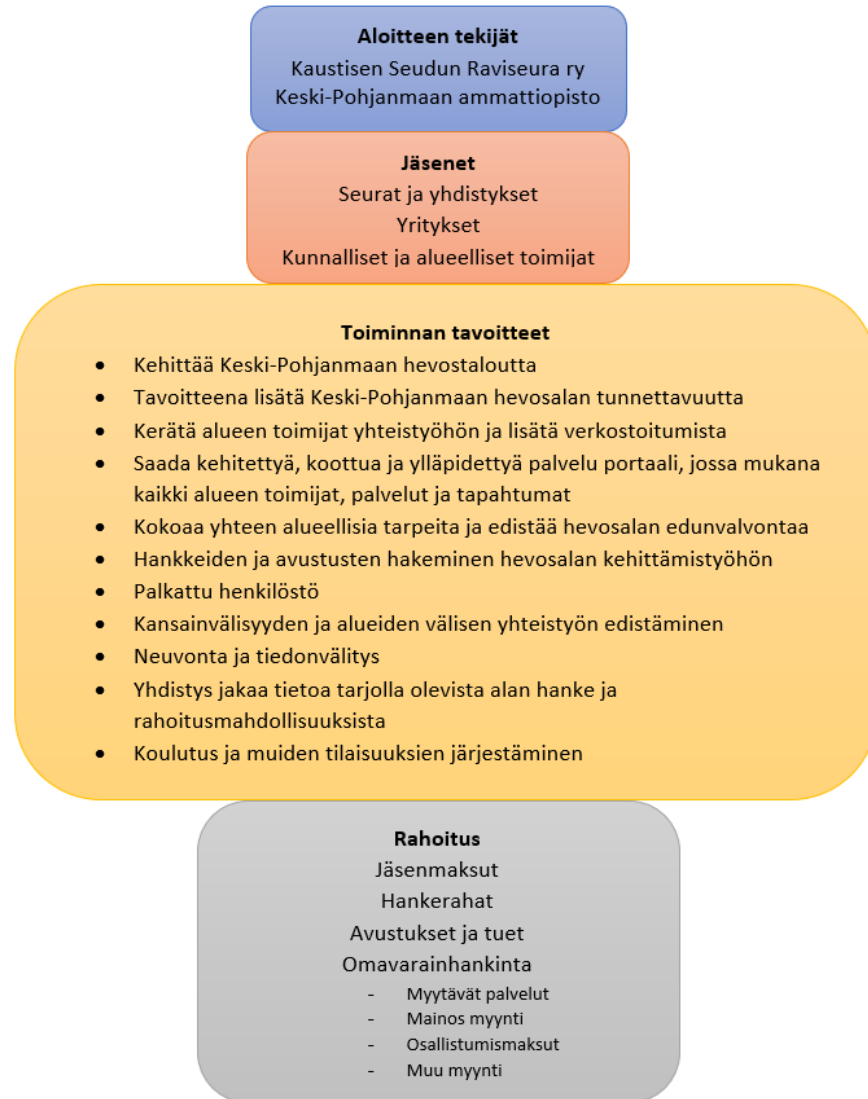 Aloitteen tekijät
Kaustisen Seudun Raviseura ry
Keski-Pohjanmaan ammattiopisto
Jäsenet
Seurat ja yhdistykset
Yritykset
Kunnalliset ja alueelliset toimijat
Toiminnan tavoitteet
• Kehittää Keski-Pohjanmaan hevostaloutta
• Tavoitteena lisätä Keski-Pohjanmaan hevosalan tunnettavuutta
• Kerätä alueen toimijat yhteistyöhön ja lisätä verkostoitumista
• Saada kehitettyä, koottua ja ylläpidettyä palvelu portaali, jossa mukana
kaikki alueen toimijat, palvelut ja tapahtumat
• Kokoaa yhteen alueellisia tarpeita ja edistää hevosalan edunvalvontaa
• Hankkeiden ja avustusten hakeminen hevosalan kehittämistyöhön
• Palkattu henkilöstö
• Kansainvälisyyden ja alueiden välisen yhteistyön edistäminen
• Neuvonta ja tiedonvälitys
• Yhdistys jakaa tietoa tarjolla olevista alan hanke ja
rahoitusmahdollisuuksista
• Koulutus ja muiden tilaisuuksien järjestäminen
Rahoitus
Jäsenmaksut
Hankerahat
Avustukset ja tuet
Omavarainhankinta
- Myytävät palvelut
- Mainos myynti
- Osallistumismaksut
- Muu myynti